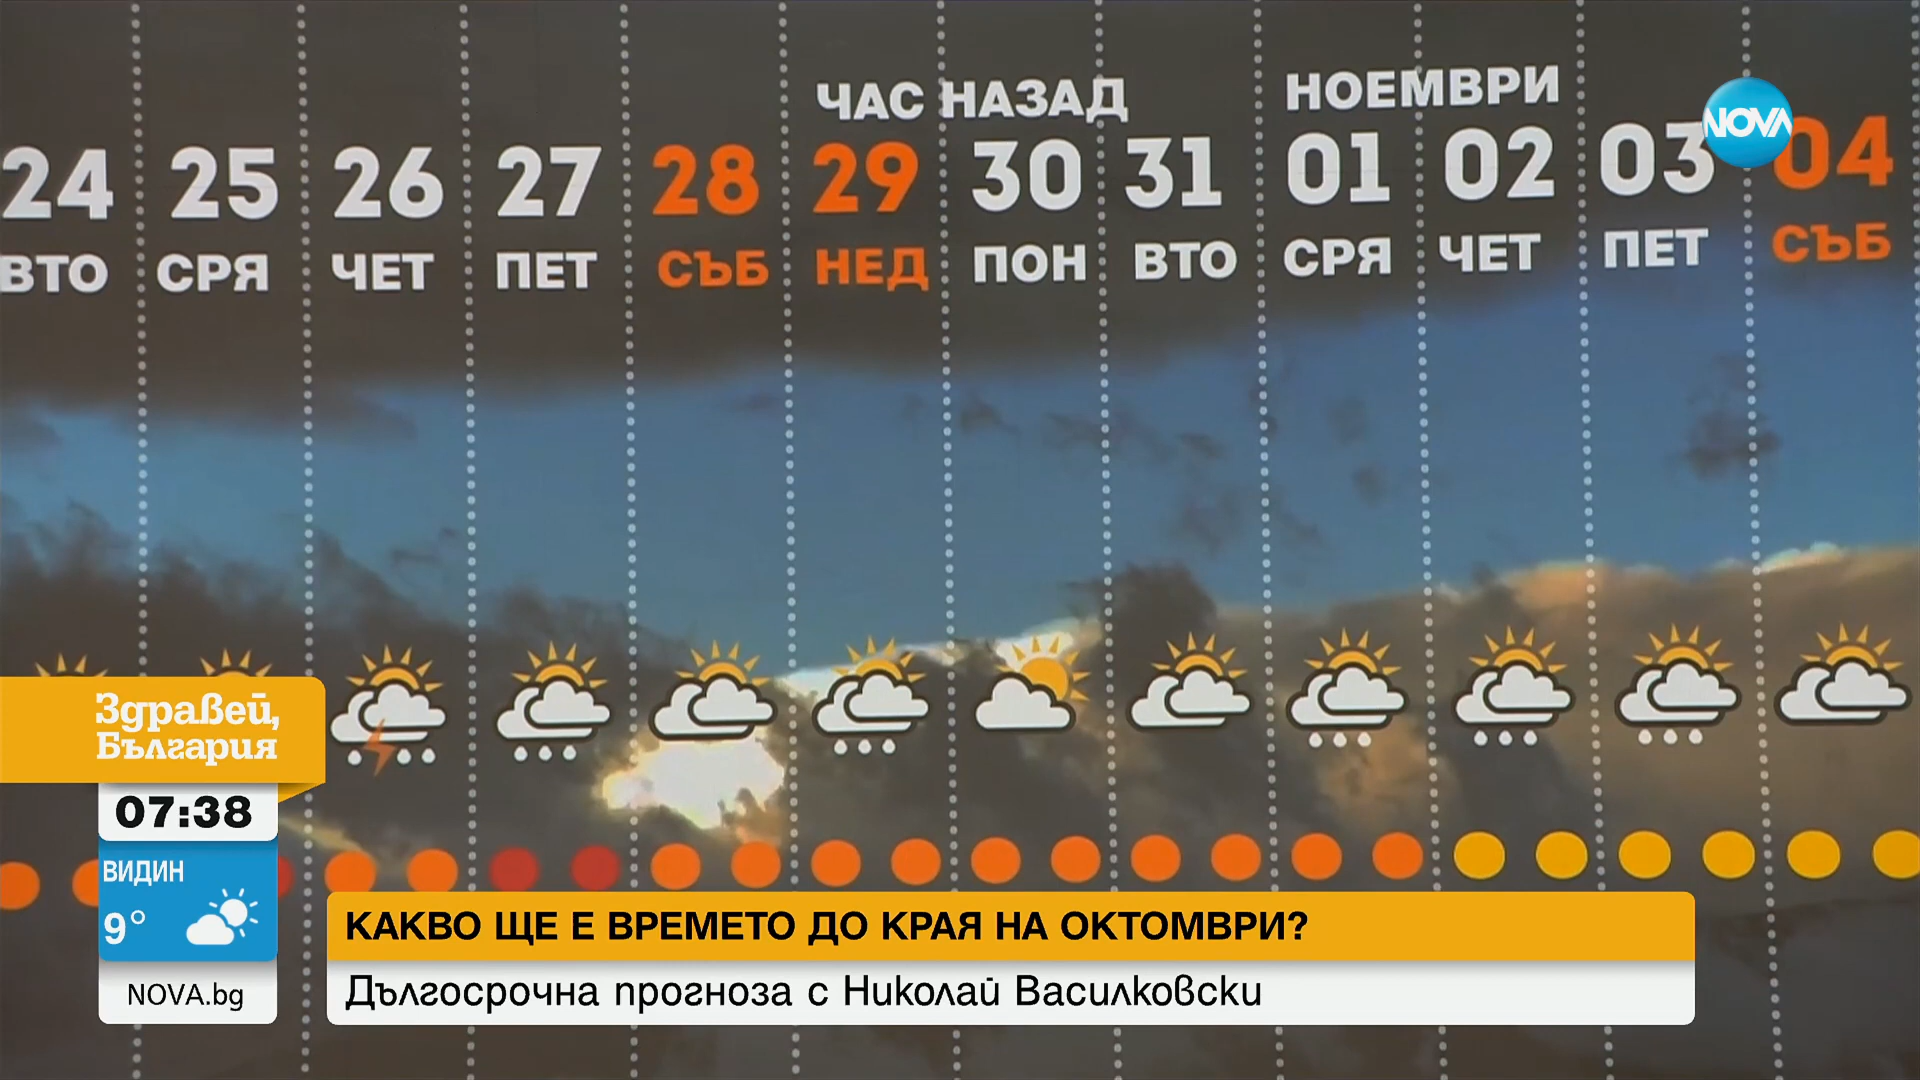 ЧАС НАЗАД
НОЕМВРИ
NOVA
24 25 26 27 28 29 30 31 01 02 03 04
ВТО СРЯ ЧЕТ ПЕТ СЪБ НЕД ПОН ВТО СРЯ ЧЕТ ПЕТ СЪБ
Здравей,
България
07:38
ВИДИН
9°
NOVA.bg
КАКВО ЩЕ Е ВРЕМЕТО ДО КРАЯ НА ОКТОМВРИ?
Дългосрочна прогноза с Николай Василковски